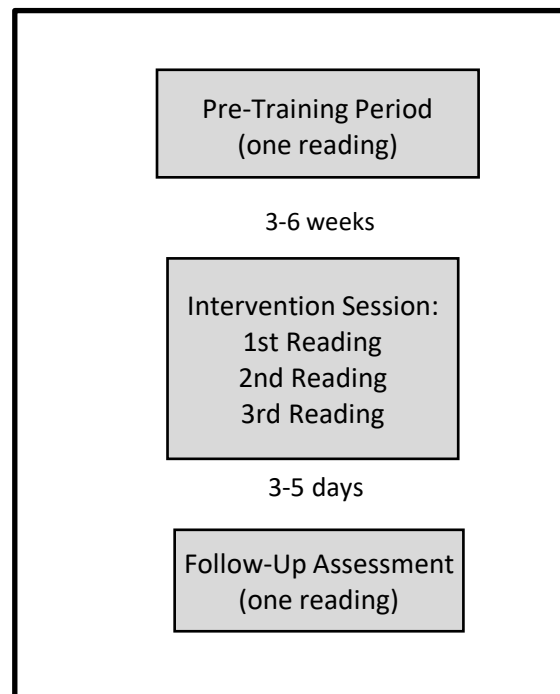 Pre-Training Period
(one reading)
3-6 weeks
Intervention Session:
1st Reading
2nd Reading
3rd Reading
3-5 days
Follow-Up Assessment
(one reading)